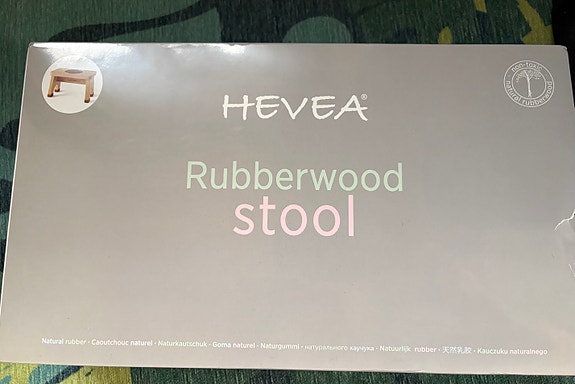 HEVEA®
non-toxic
natural rubberwood
Rubberwood
stool
Natural rubber - Caoutchouc naturel - Naturkautschuk - Goma naturel - Naturgummi - натурильного каучука - Natuurlijk rubber - 天然乳胶 - Kauczuku naturalnego